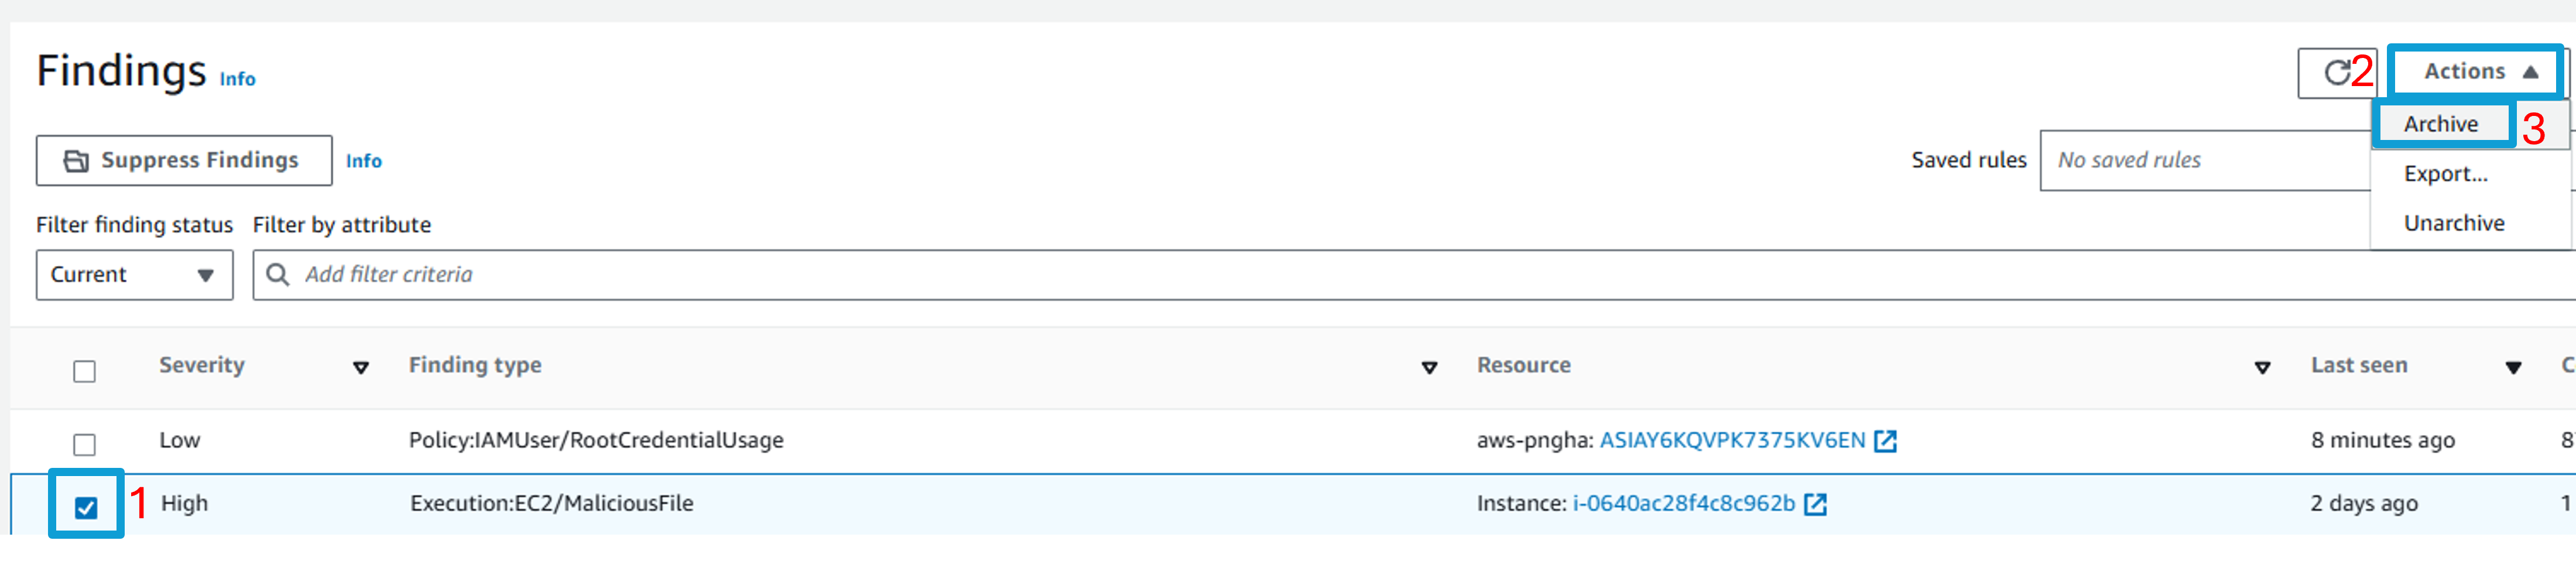 Findings Info
2 Actions
Archive 3
Export...
Unarchive
Suppress Findings Info
Saved rules No saved rules
Filter finding status Filter by attribute
Current Add filter criteria
Severity Finding type Resource Last seen C
Low Policy:IAMUser/RootCredentialUsage aws-pngha: ASIAY6KQVPK7375KV6EN 8 minutes ago 8
1 High Execution:EC2/MaliciousFile Instance: i-0640ac28f4c8c962b 2 days ago 1